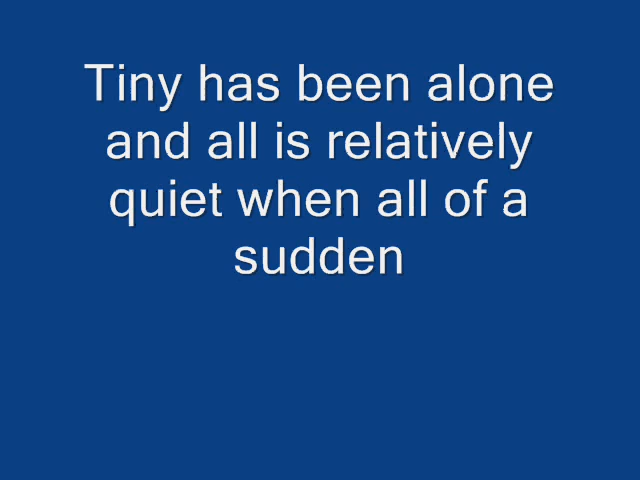 Tiny has been alone
and all is relatively
quiet when all of a
sudden